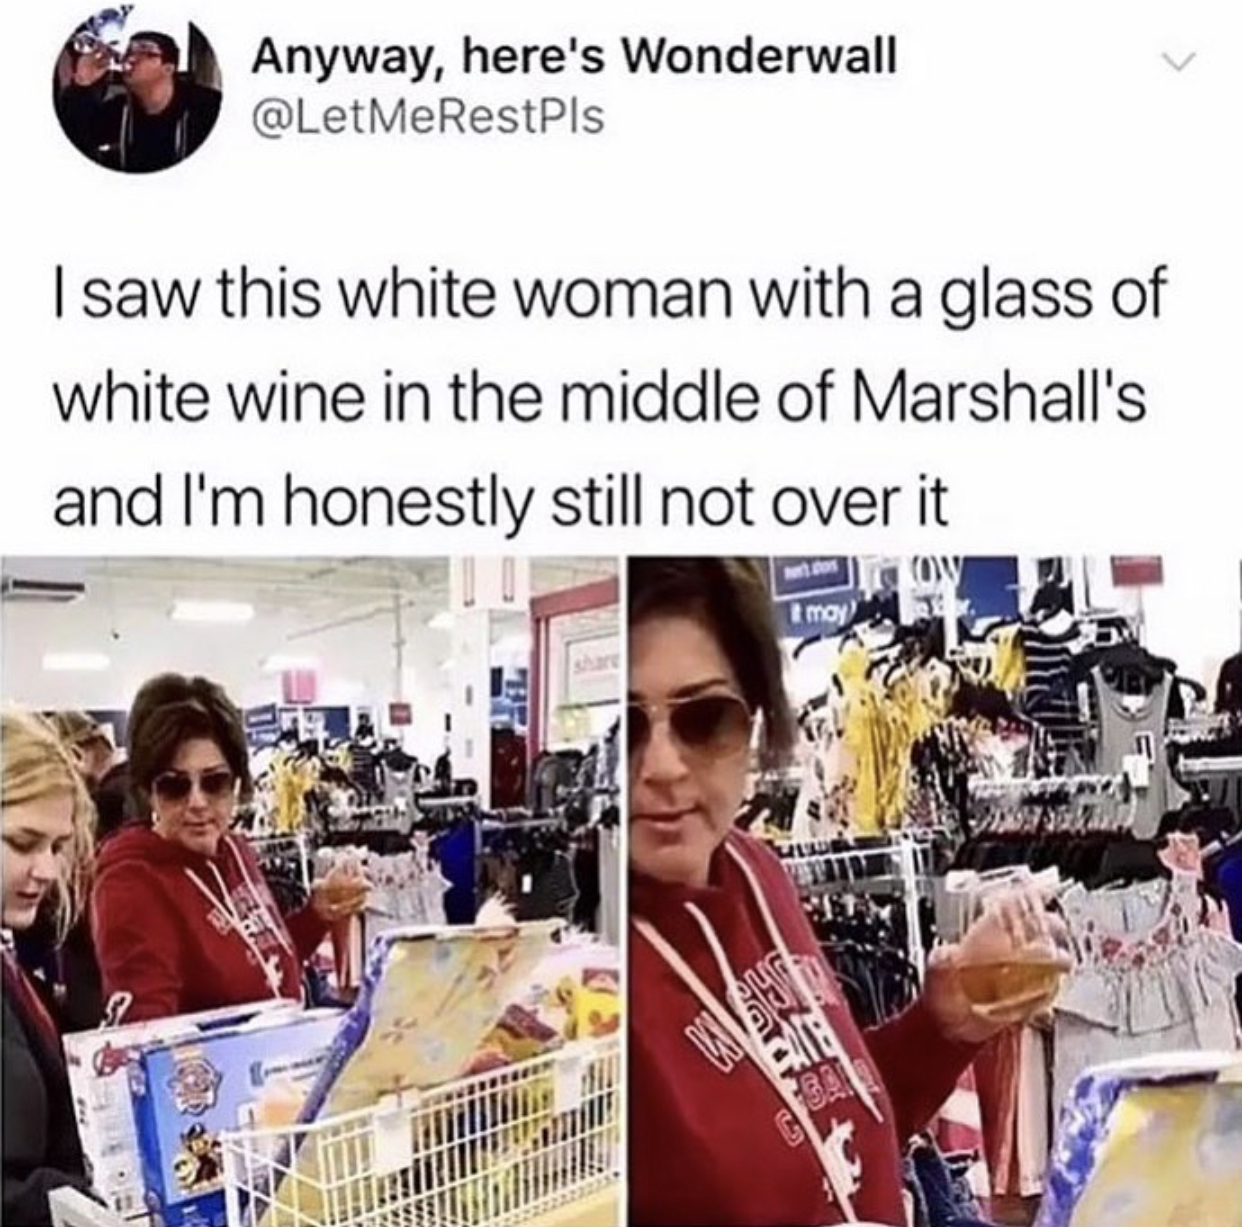 Anyway, here's Wonderwall
@LetMeRestPls
I saw this white woman with a glass of
white wine in the middle of Marshall's
and I'm honestly still not over it
share
it may)